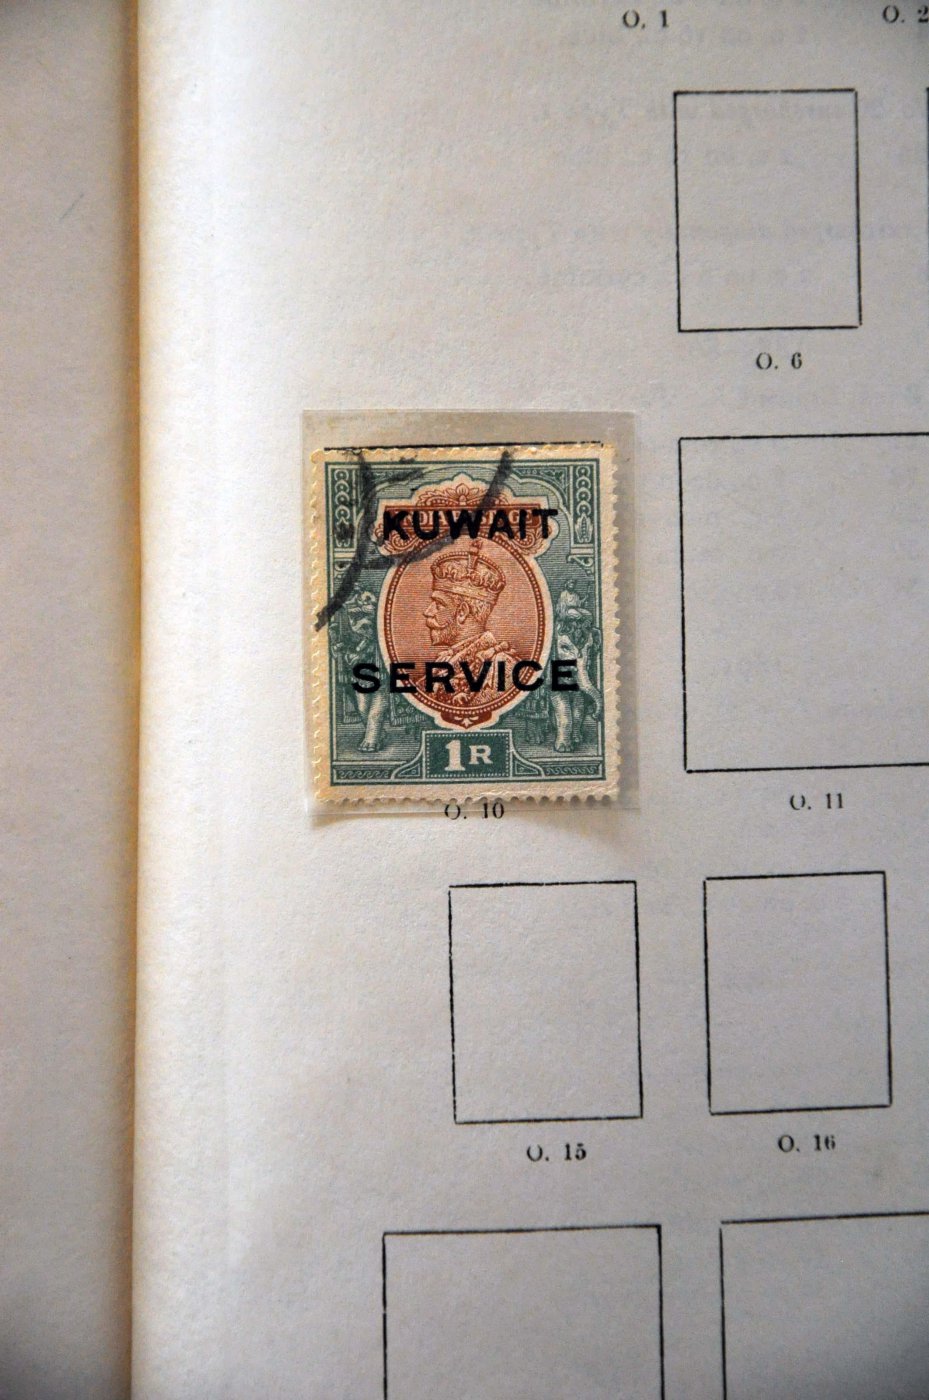 O. 1
O. 2
O. 6
KUWAIT
SERVICE
1R
O. 10
O. 11
O. 15
O. 16